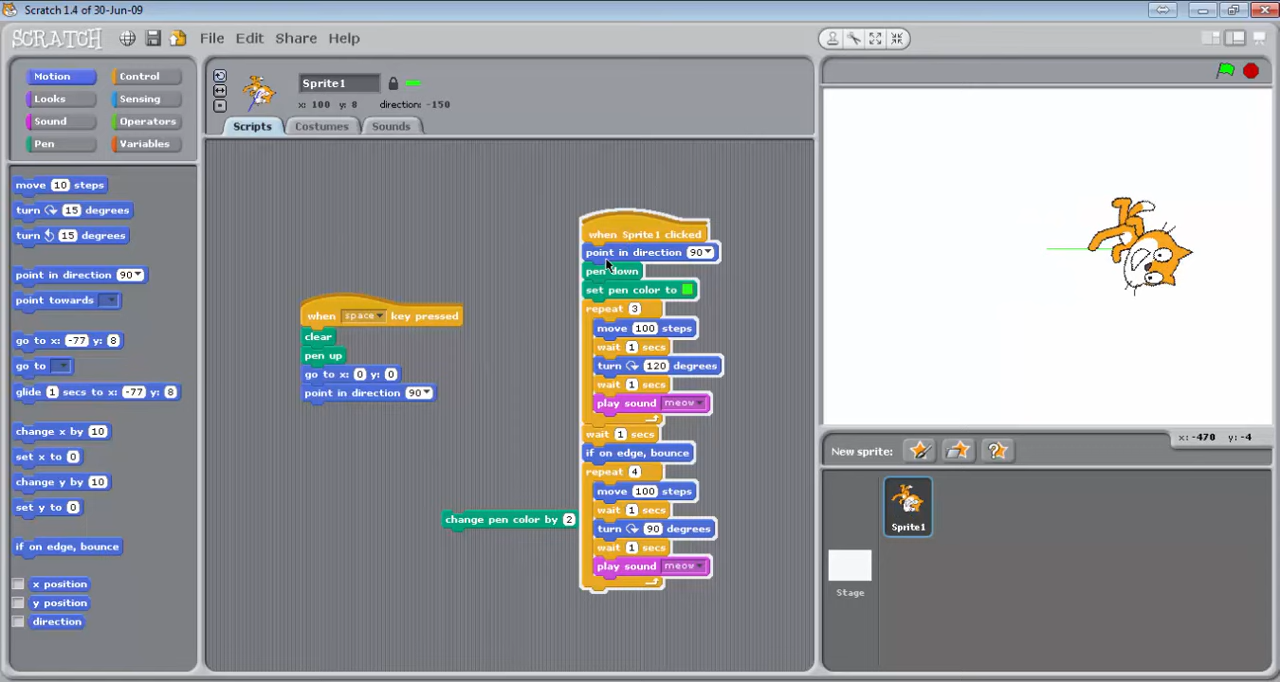 Scratch 1.4 of 30-Jun-09
SCRATCH File Edit Share Help
Motion Control
Looks Sensing
Sound Operators
Pen Variables
move 10 steps
turn 15 degrees
turn 15 degrees
point in direction 90
point towards
go to x: -77 y: 8
go to
glide 1 secs to x: -77 y: 8
change x by 10
set x to 0
change y by 10
set y to 0
if on edge, bounce
x position
y position
direction
Sprite1
x: 100 y: 8 direction: -150
Scripts Costumes Sounds
when space key pressed
clear
pen up
go to x: 0 y: 0
point in direction 90
change pen color by 2
when Sprite1 clicked
point in direction 90
pen down
set pen color to
repeat 3
move 100 steps
wait 1 secs
turn 120 degrees
wait 1 secs
play sound meow
wait 1 secs
if on edge, bounce
repeat 4
move 100 steps
wait 1 secs
turn 90 degrees
wait 1 secs
play sound meow
x: -470 y: -4
New sprite:
Sprite1
Stage